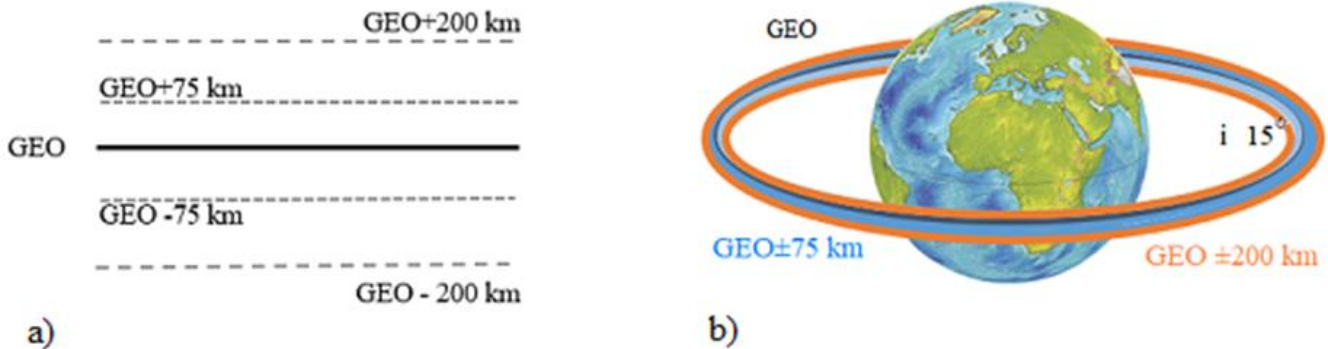 GEO+200 km
GEO+75 km
GEO
GEO -75 km
GEO - 200 km
a)
GEO
i 15°
GEO±75 km
GEO ±200 km
b)